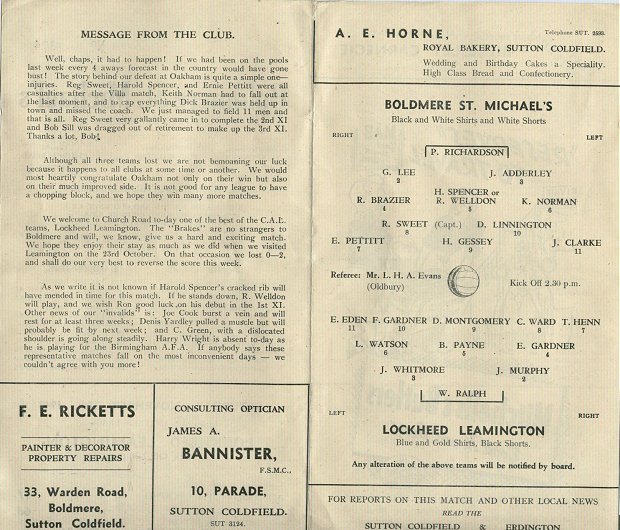 MESSAGE FROM THE CLUB.
Well, chaps, it had to happen! If we had been on the pools
last week every 4 aways forecast in the country would have gone
bust! The story behind our defeat at Oakham was quite a simple one—
injuries. Reg Sweet, Harold Spencer, and Ernie Pettitt were all
casualties after the Villa match, Keith Norman had to fall out at
the last moment, and to cap everything Dick Brazier was held up in
town and missed the coach. We just managed to field 11 men and
that is all. Reg Sweet very gallantly came in to complete the 2nd XI
and Bob Sill was dragged out of retirement to make up the 3rd XI.
Thanks a lot, Bob!
Although all three teams lost we are not bemoaning our luck
because it happens to all clubs at some time or another. We would
most heartily congratulate Oakham not only on their win but also
on their much improved side. It is not good for any league to have
a chopping block, and we hope they win many more matches.
We welcome to Church Road to-day one of the best of the C.A.E.
teams, Lockheed Leamington. The "Brakes" are no strangers to
Boldmere and will, we know, give us a hard and exciting match.
We hope they enjoy their stay as much as we did when we visited
Leamington on the 23rd October. On that occasion we lost 0—2,
and shall do our very best to reverse the score this week.
As we write it is not known if Harold Spencer's cracked rib
will have mended in time for this match. If he stands down, R. Welldon
will play, and we wish Ron good luck on his debut in the 1st XI.
Other news of our "invalids" is: Joe Cook burst a vein and will
rest for at least three weeks; Denis Yardley pulled a muscle but will
probably be fit by next week; and C. Green, with a dislocated
shoulder is going along steadily. Harry Wright is absent to-day as
he is playing for the Birmingham A.F.A. If anybody says these
representative matches fall on the most inconvenient days — we
couldn't agree with you more!
F. E. RICKETTS
PAINTER & DECORATOR
PROPERTY REPAIRS
33, Warden Road,
Boldmere,
Sutton Coldfield.
CONSULTING OPTICIAN
JAMES A.
BANNISTER,
F.S.M.C.,
10, PARADE,
SUTTON COLDFIELD.
SUT 3124.
A. E. HORNE, Telephone SUT. 2593.
ROYAL BAKERY, SUTTON COLDFIELD.
Wedding and Birthday Cakes a Speciality.
High Class Bread and Confectionery.
BOLDMERE ST. MICHAEL'S
Black and White Shirts and White Shorts
RIGHT LEFT
P. RICHARDSON
G. LEE J. ADDERLEY
2 3
H. SPENCER or
R. BRAZIER R. WELLDON K. NORMAN
4 5 6
R. SWEET (Capt.) D. LINNINGTON
8 10
E. PETTITT H. GESSEY J. CLARKE
7 9 11
Referee: Mr. L. H. A. Evans
(Oldbury)
Kick Off 2.30 p.m.
E. EDEN F. GARDNER D. MONTGOMERY C. WARD T. HENN
11 10 9 8 7
L. WATSON B. PAYNE E. GARDNER
6 5 4
J. WHITMORE J. MURPHY
3 2
W. RALPH
LEFT RIGHT
LOCKHEED LEAMINGTON
Blue and Gold Shirts, Black Shorts.
Any alteration of the above teams will be notified by board.
FOR REPORTS ON THIS MATCH AND OTHER LOCAL NEWS
READ THE
SUTTON COLDFIELD & ERDINGTON